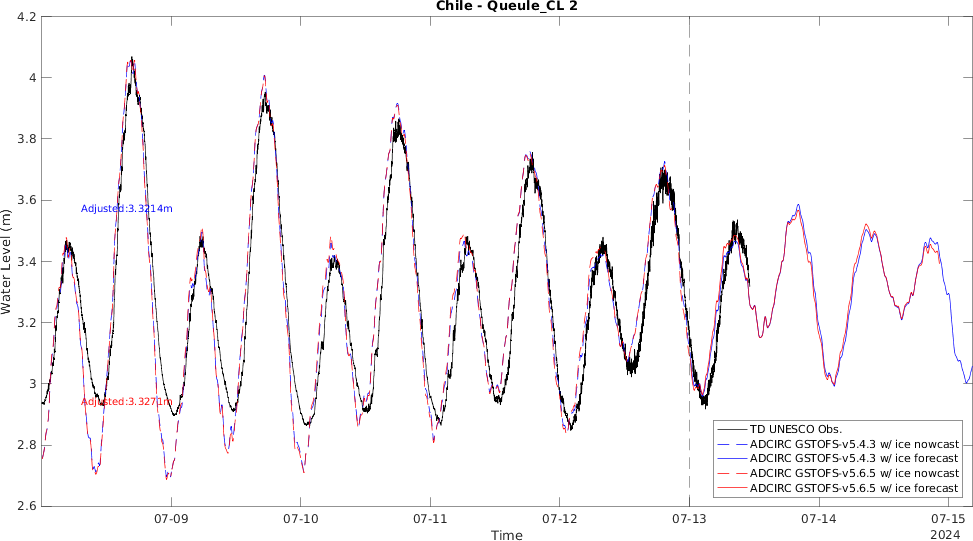 Chile - Queule_CL 2
4.2
4
3.8
3.6
3.4
3.2
3
2.8
2.6
Water Level (m)
Adjusted:3.3214m
Adjusted:3.3271m
TD UNESCO Obs.
ADCIRC GSTOFS-v5.4.3 w/ ice nowcast
ADCIRC GSTOFS-v5.4.3 w/ ice forecast
ADCIRC GSTOFS-v5.6.5 w/ ice nowcast
ADCIRC GSTOFS-v5.6.5 w/ ice forecast
07-09 07-10 07-11 07-12 07-13 07-14 07-15
Time
2024